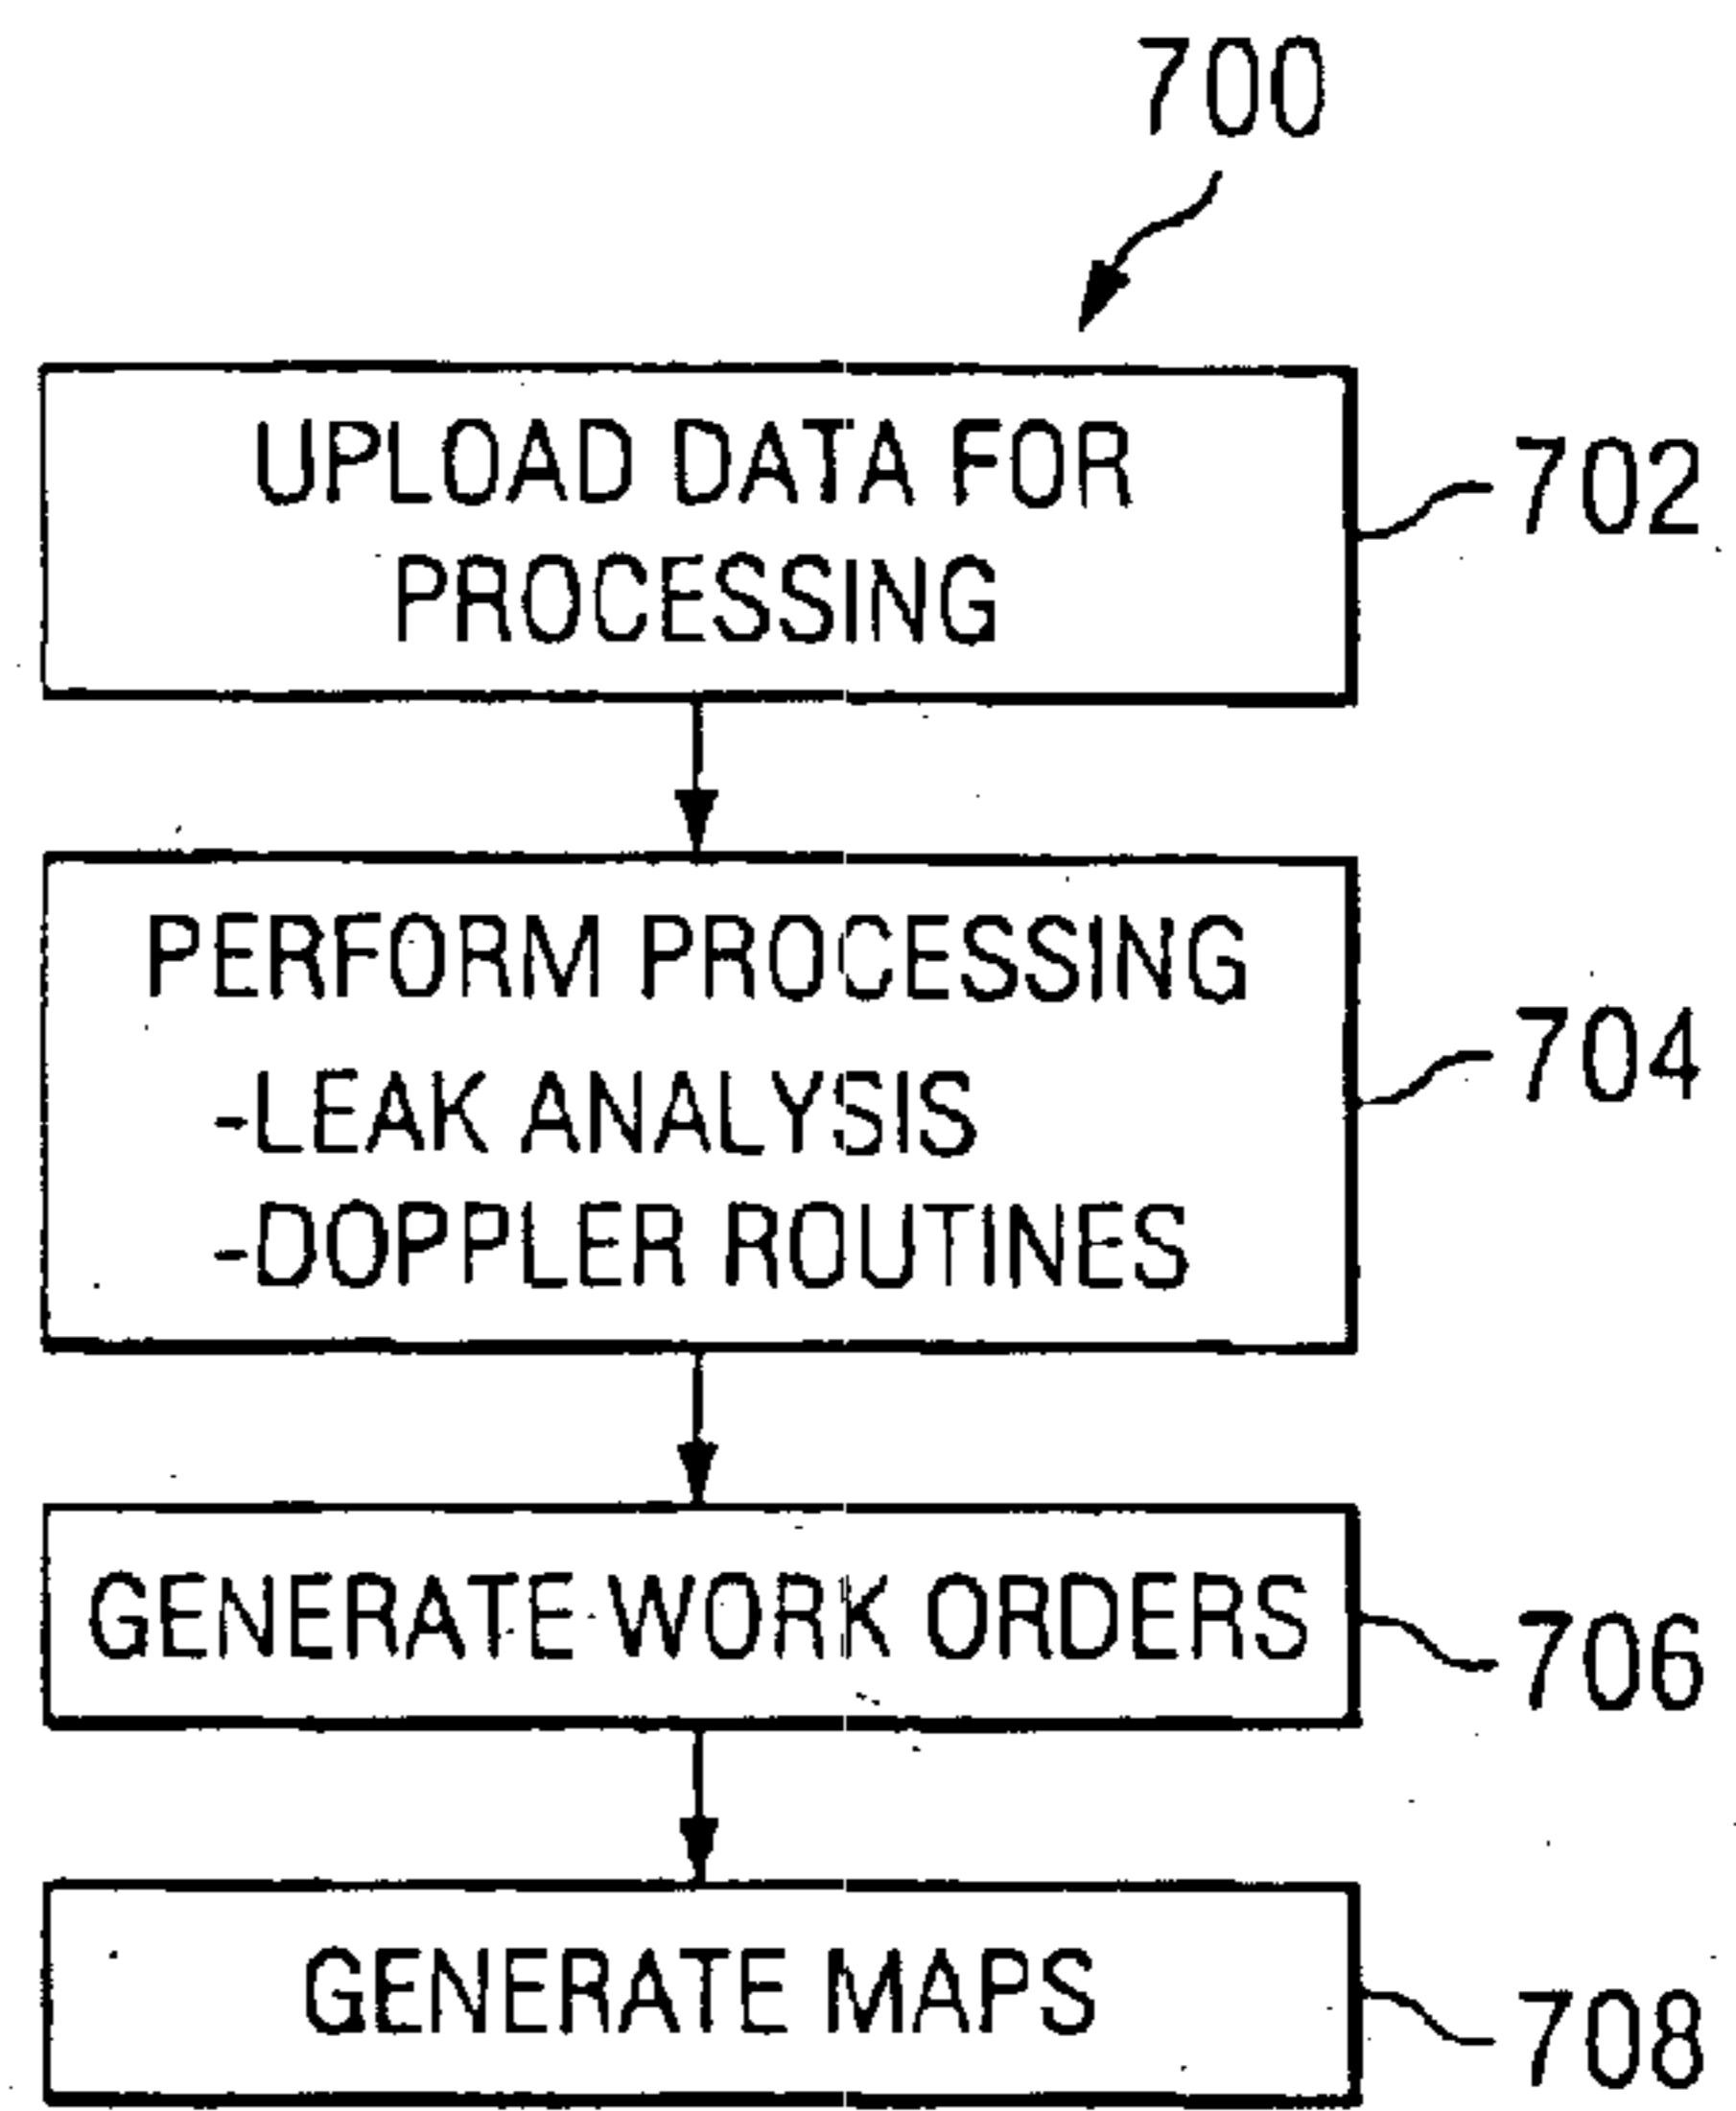 700
UPLOAD DATA FOR
PROCESSING
702
PERFORM PROCESSING
-LEAK ANALYSIS
-DOPPLER ROUTINES
704
GENERATE WORK ORDERS
706
GENERATE MAPS
708